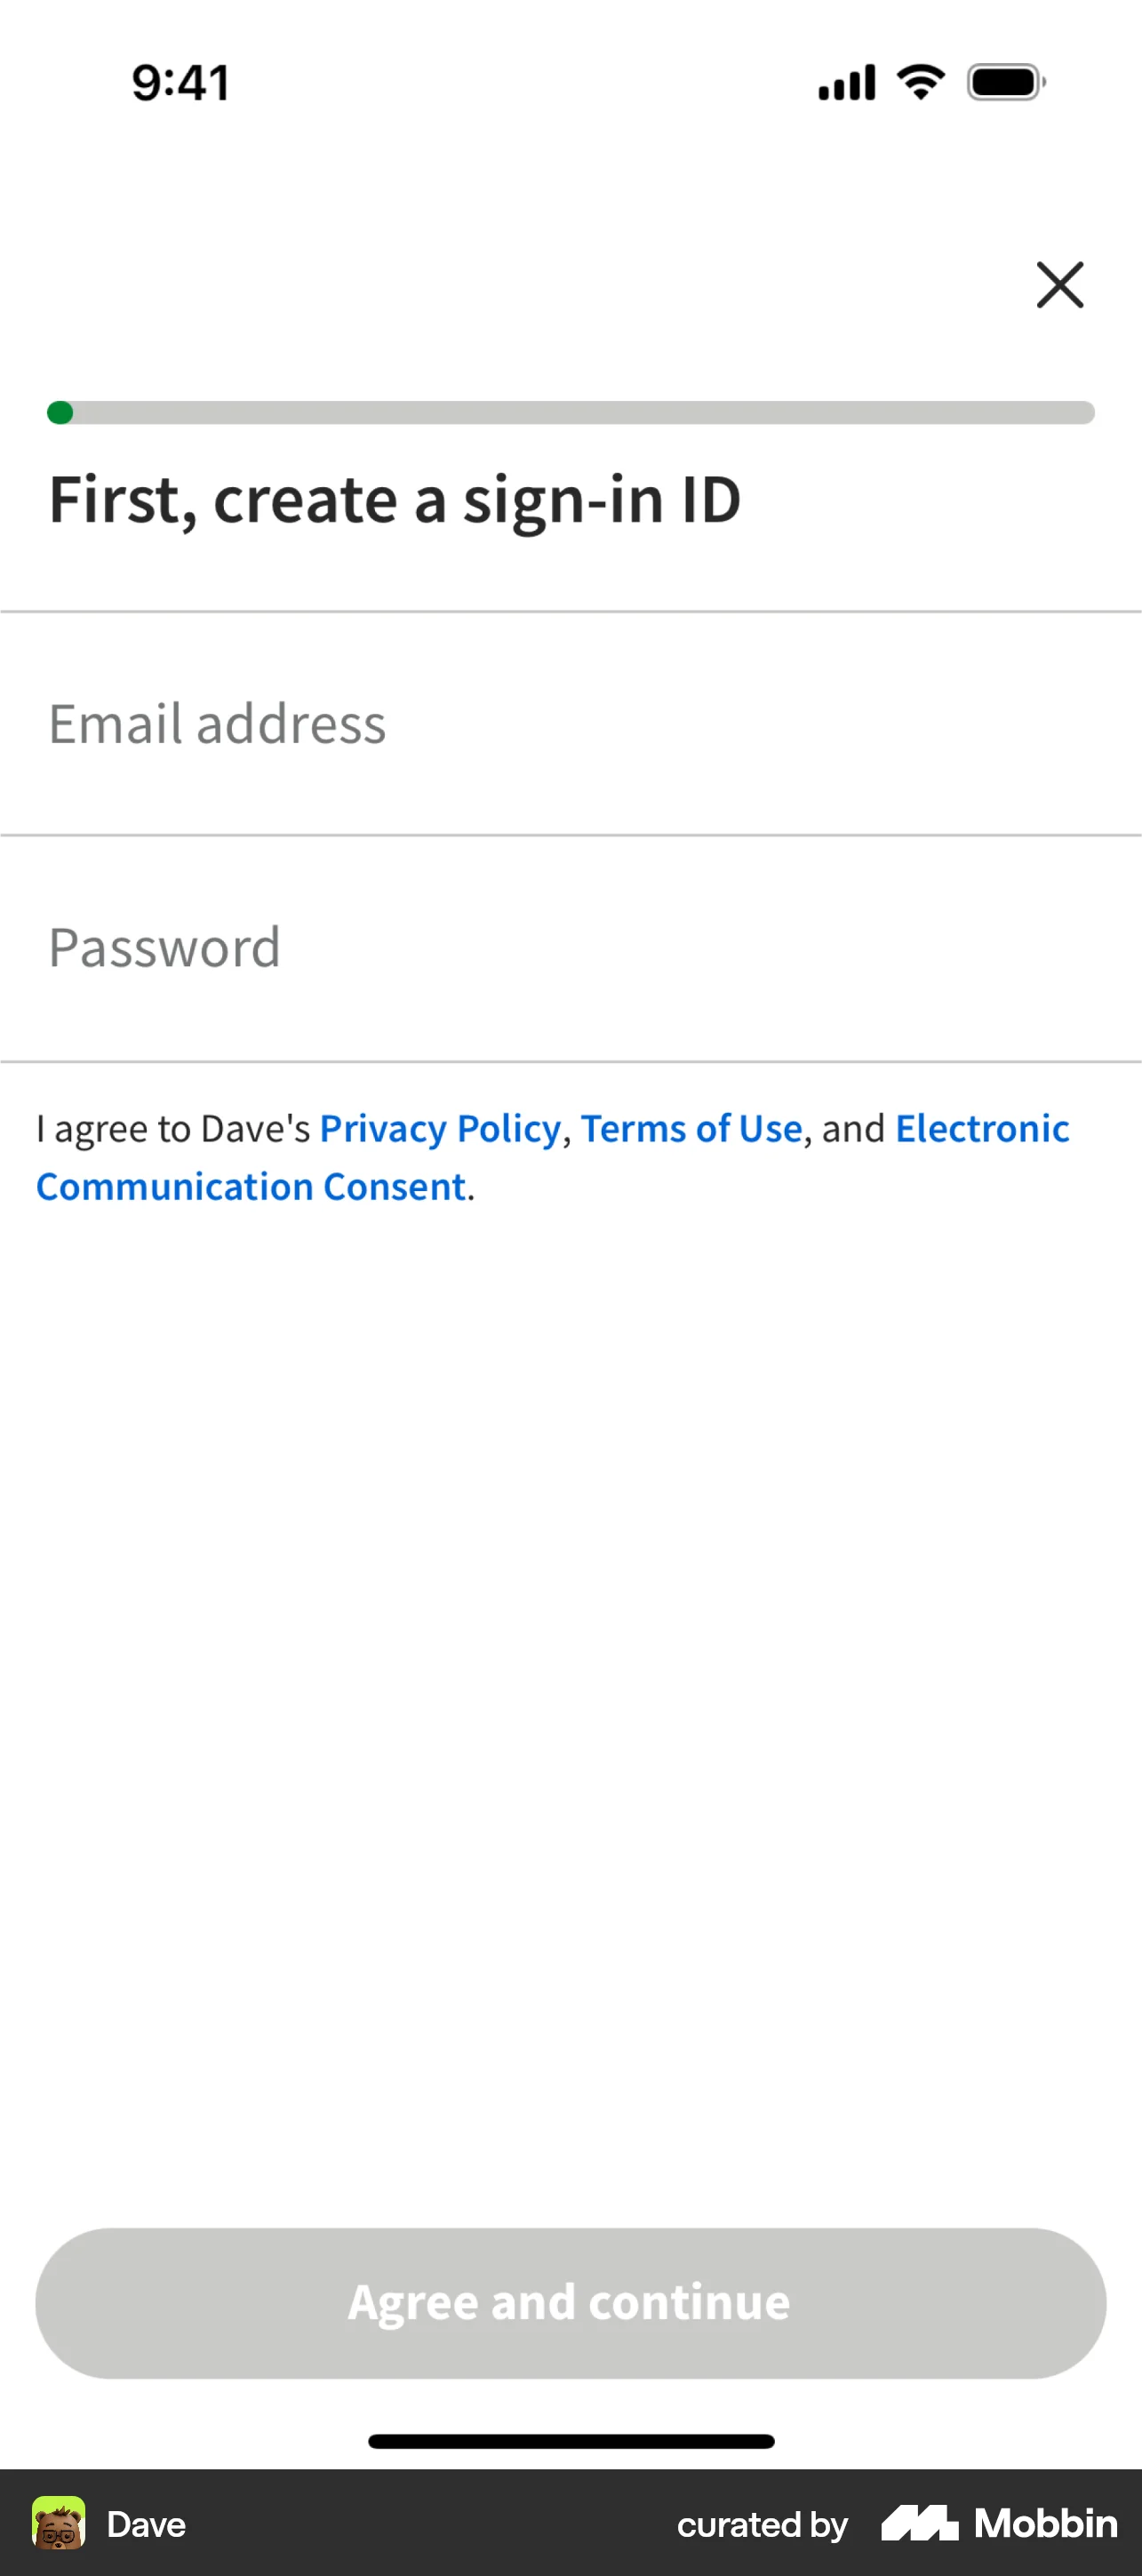 9:41
First, create a sign-in ID
Email address
Password
I agree to Dave's Privacy Policy, Terms of Use, and Electronic
Communication Consent.
Agree and continue
Dave
curated by Mobbin